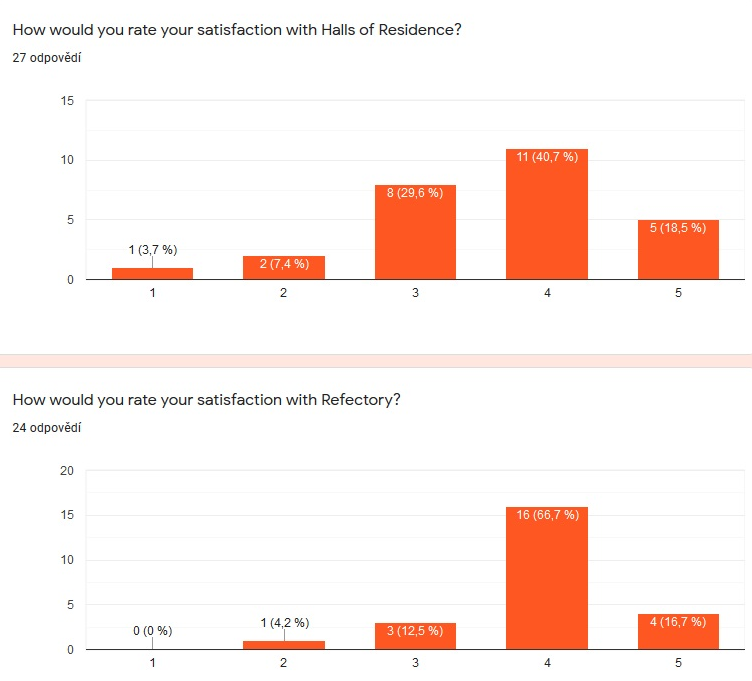 How would you rate your satisfaction with Halls of Residence?
27 odpovědí
15
10
5
0
1 (3,7 %)
2 (7,4 %)
8 (29,6 %)
11 (40,7 %)
5 (18,5 %)
1 2 3 4 5
How would you rate your satisfaction with Refectory?
24 odpovědí
20
15
10
5
0
0 (0 %)
1 (4,2 %)
3 (12,5 %)
16 (66,7 %)
4 (16,7 %)
1 2 3 4 5